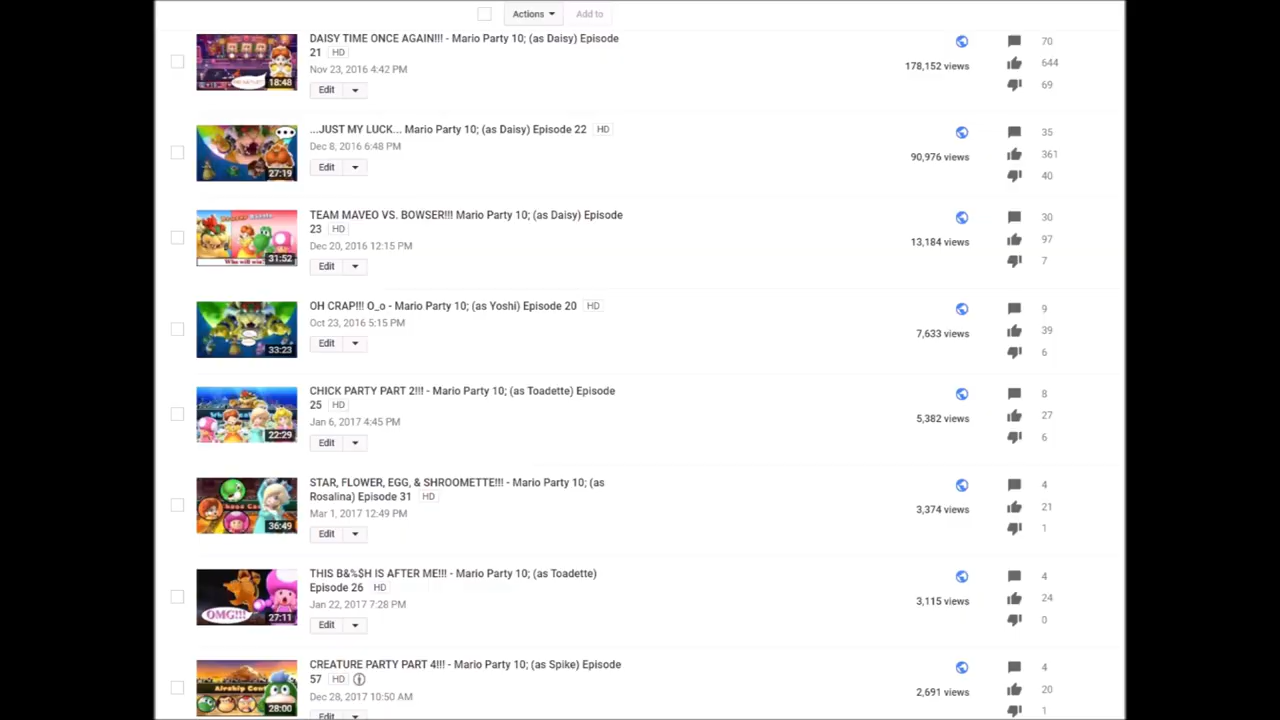 Actions
Add to
DAISY TIME ONCE AGAIN!!! - Mario Party 10; (as Daisy) Episode
21 HD
Nov 23, 2016 4:42 PM
Edit
18:48
178,152 views
70
644
69
...JUST MY LUCK... Mario Party 10; (as Daisy) Episode 22 HD
Dec 8, 2016 6:48 PM
Edit
27:19
90,976 views
35
361
40
TEAM MAVEO VS. BOWSER!!! Mario Party 10; (as Daisy) Episode
23 HD
Dec 20, 2016 12:15 PM
Edit
Who will win?
31:52
13,184 views
30
97
7
OH CRAP!!! O_o - Mario Party 10; (as Yoshi) Episode 20 HD
Oct 23, 2016 5:15 PM
Edit
33:23
7,633 views
9
39
6
CHICK PARTY PART 2!!! - Mario Party 10; (as Toadette) Episode
25 HD
Jan 6, 2017 4:45 PM
Edit
22:29
5,382 views
8
27
6
STAR, FLOWER, EGG, & SHROOMETTE!!! - Mario Party 10; (as
Rosalina) Episode 31 HD
Mar 1, 2017 12:49 PM
Edit
36:49
3,374 views
4
21
1
THIS B&%$H IS AFTER ME!!! - Mario Party 10; (as Toadette)
Episode 26 HD
Jan 22, 2017 7:28 PM
Edit
OMG!!!
27:11
3,115 views
4
24
0
CREATURE PARTY PART 4!!! - Mario Party 10; (as Spike) Episode
57 HD
Dec 28, 2017 10:50 AM
Edit
Airship
28:00
2,691 views
4
20
1